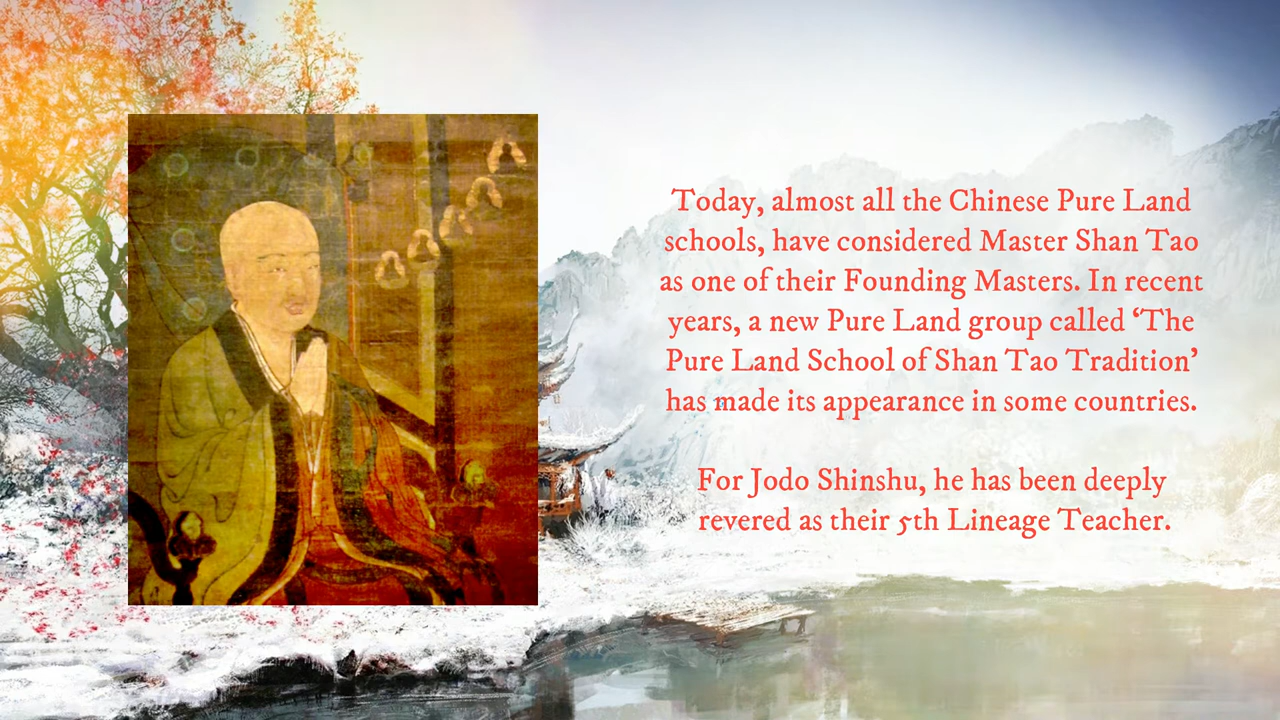 Today, almost all the Chinese Pure Land
schools, have considered Master Shan Tao
as one of their Founding Masters. In recent
years, a new Pure Land group called ‘The
Pure Land School of Shan Tao Tradition’
has made its appearance in some countries.
For Jodo Shinshu, he has been deeply
revered as their 5th Lineage Teacher.